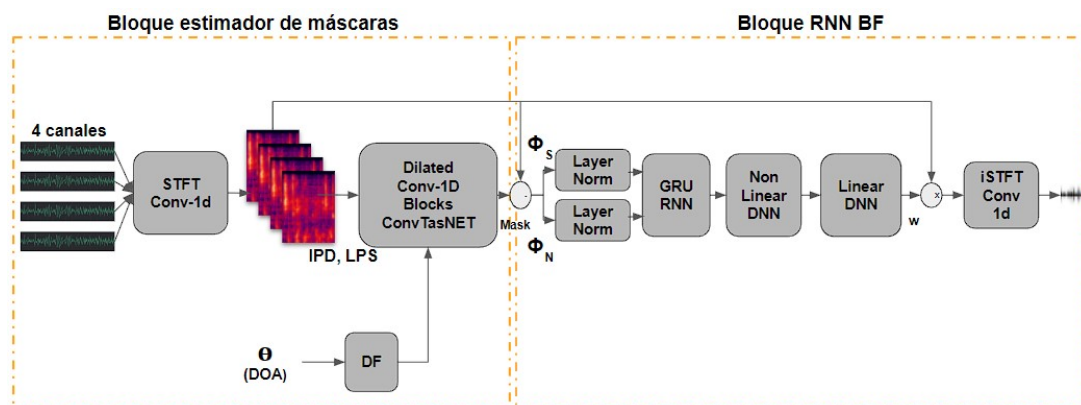 Bloque estimador de máscaras
Bloque RNN BF
4 canales
STFT
Conv-1d
IPD, LPS
Dilated
Conv-1D
Blocks
ConvTasNET
Mask
Θ
(DOA)
DF
Φ S
Φ N
Layer
Norm
Layer
Norm
GRU
RNN
Non
Linear
DNN
Linear
DNN
w
x
iSTFT
Conv
1d